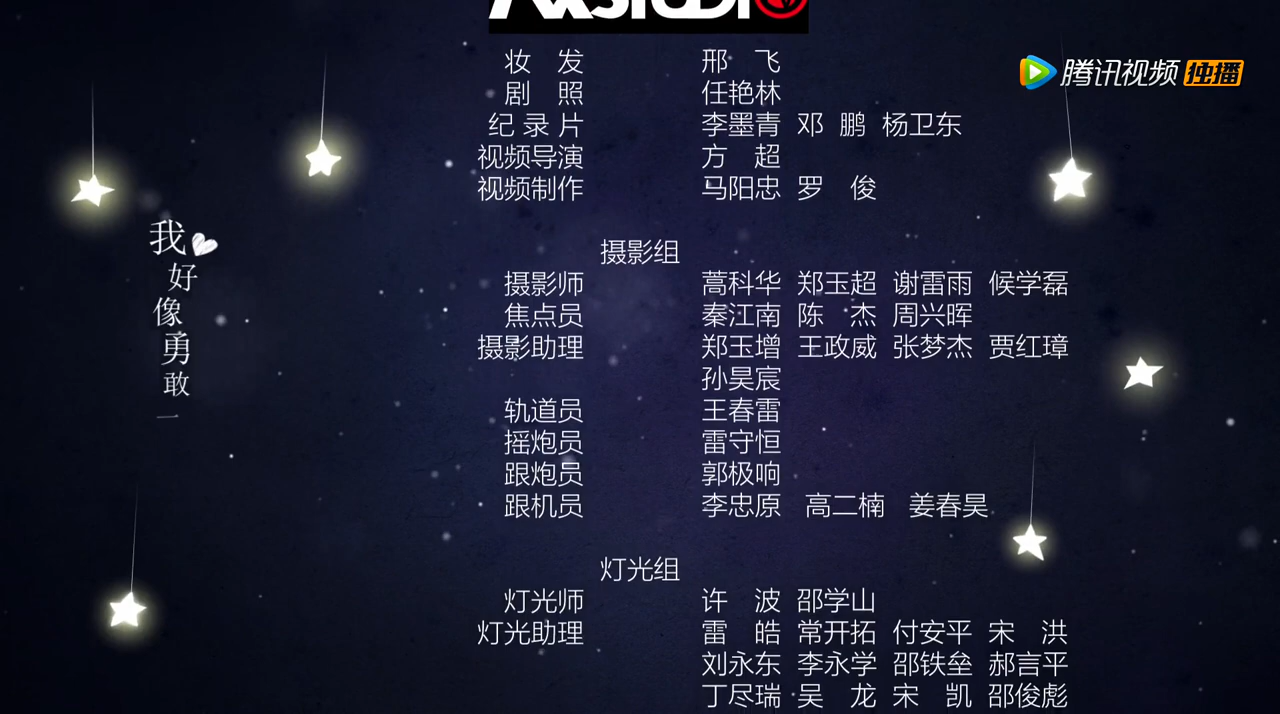 妆 发 邢 飞
剧 照 任艳林
纪 录 片 李墨青 邓 鹏 杨卫东
视频导演 方 超
视频制作 马阳忠 罗 俊
腾讯视频 独播
我好像勇敢一
摄影组
摄影师 蒿科华 郑玉超 谢雷雨 候学磊
焦点员 秦江南 陈 杰 周兴晖
摄影助理 郑玉增 王政威 张梦杰 贾红璋
孙昊宸
轨道员 王春雷
摇炮员 雷守恒
跟炮员 郭极响
跟机员 李忠原 高二楠 姜春昊
灯光组
灯光师 许 波 邵学山
灯光助理 雷 皓 常开拓 付安平 宋 洪
刘永东 李永学 邵铁垒 郝言平
丁尽瑞 吴 龙 宋 凯 邵俊彪